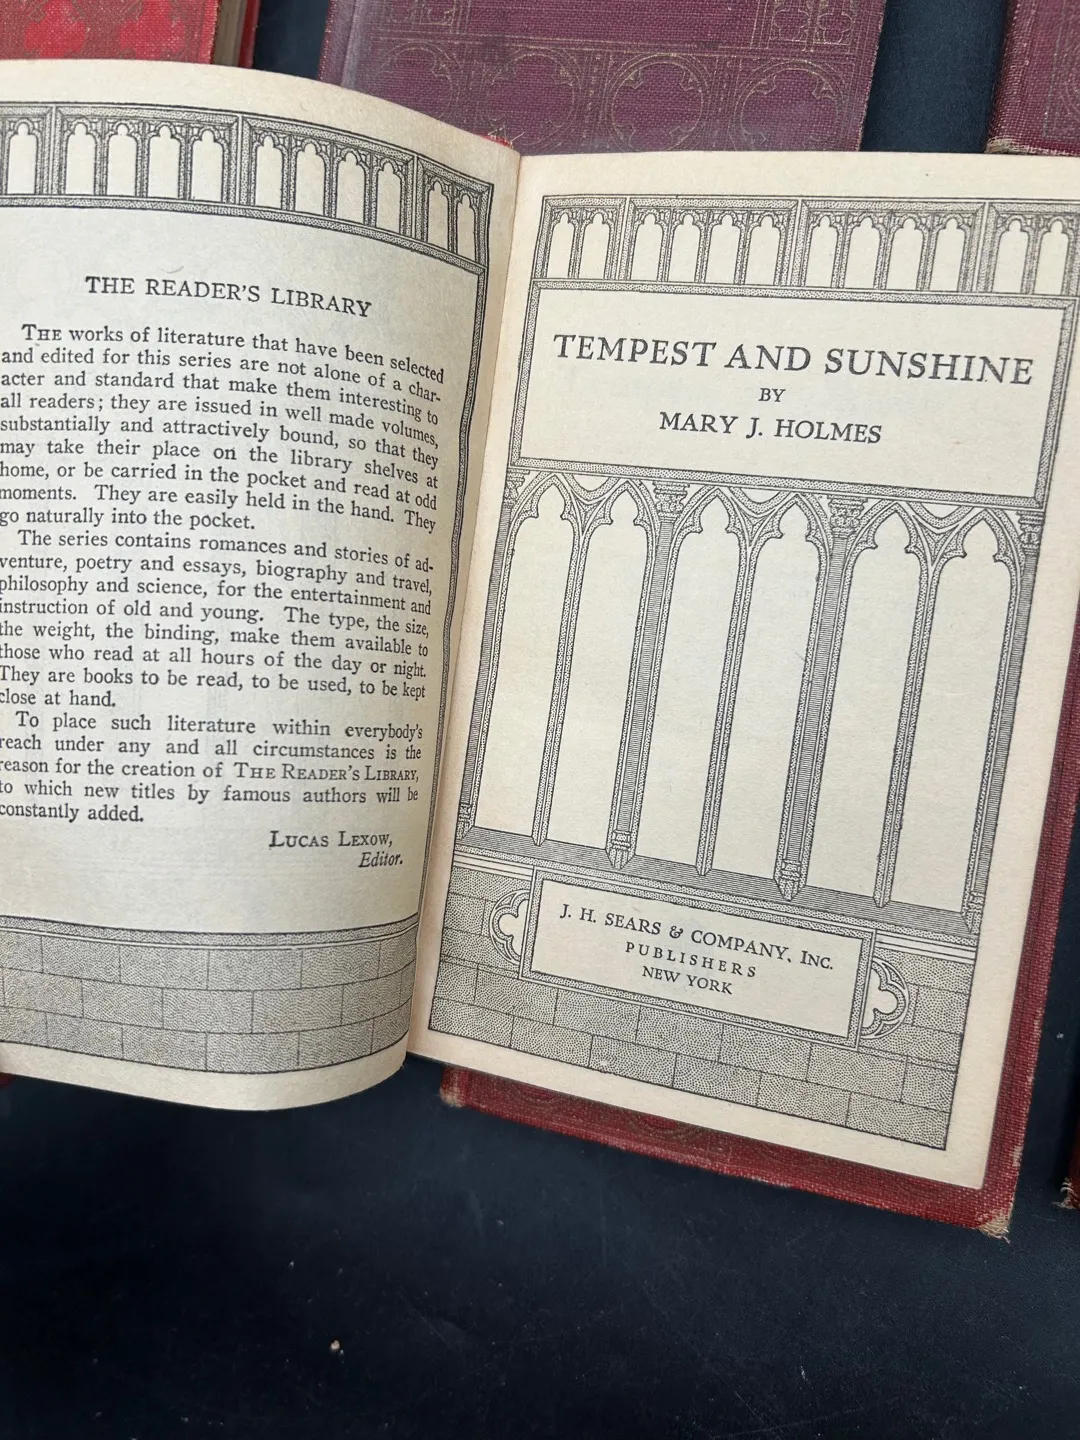 THE READER'S LIBRARY
THE works of literature that have been selected
and edited for this series are not alone of a char-
acter and standard that make them interesting to
all readers; they are issued in well made volumes,
substantially and attractively bound, so that they
may take their place on the library shelves at
home, or be carried in the pocket and read at odd
moments. They are easily held in the hand. They
go naturally into the pocket.
The series contains romances and stories of ad-
venture, poetry and essays, biography and travel,
philosophy and science, for the entertainment and
instruction of old and young. The type, the size,
the weight, the binding, make them available to
those who read at all hours of the day or night.
They are books to be read, to be used, to be kept
close at hand.
To place such literature within everybody's
reach under any and all circumstances is the
reason for the creation of THE READER'S LIBRARY,
to which new titles by famous authors will be
constantly added.
LUCAS LEXOW,
Editor.
TEMPEST AND SUNSHINE
BY
MARY J. HOLMES
J. H. SEARS & COMPANY, INC.
PUBLISHERS
NEW YORK